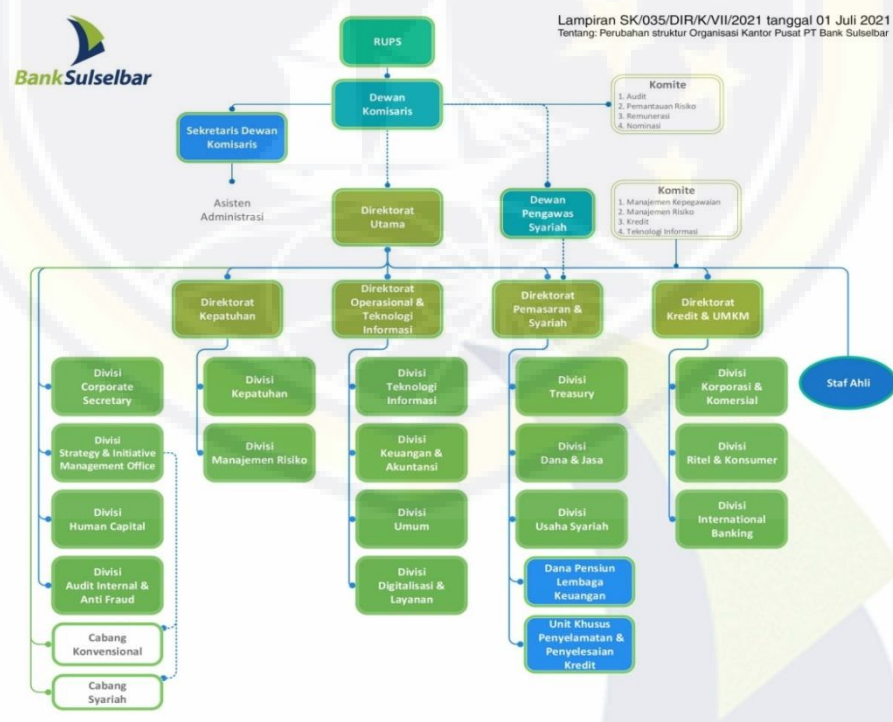 Lampiran SK/035/DIR/K/VII/2021 tanggal 01 Juli 2021
Tentang: Perubahan struktur Organisasi Kantor Pusat PT Bank Sulselbar
BankSulselbar
RUPS
Dewan
Komisaris
Komite
1. Audit
2. Pemantauan Risiko
3. Remunerasi
4. Nominasi
Sekretaris Dewan
Komisaris
Asisten
Administrasi
Direktorat
Utama
Dewan
Pengawas
Syariah
Komite
1. Manajemen Kepegawaian
2. Manajemen Risiko
3. Kredit
4. Teknologi Informasi
Direktorat
Kepatuhan
Direktorat
Operasional &
Teknologi
Informasi
Direktorat
Pemasaran &
Syariah
Direktorat
Kredit & UMKM
Staf Ahli
Divisi
Corporate
Secretary
Divisi
Strategy & Initiative
Management Office
Divisi
Human Capital
Divisi
Audit Internal &
Anti Fraud
Cabang
Konvensional
Cabang
Syariah
Divisi
Kepatuhan
Divisi
Manajemen Risiko
Divisi
Teknologi
Informasi
Divisi
Keuangan &
Akuntansi
Divisi
Umum
Divisi
Digitalisasi &
Layanan
Divisi
Treasury
Divisi
Dana & Jasa
Divisi
Usaha Syariah
Dana Pensiun
Lembaga
Keuangan
Unit Khusus
Penyelamatan &
Penyelesaian
Kredit
Divisi
Korporasi &
Komersial
Divisi
Ritel & Konsumer
Divisi
International
Banking